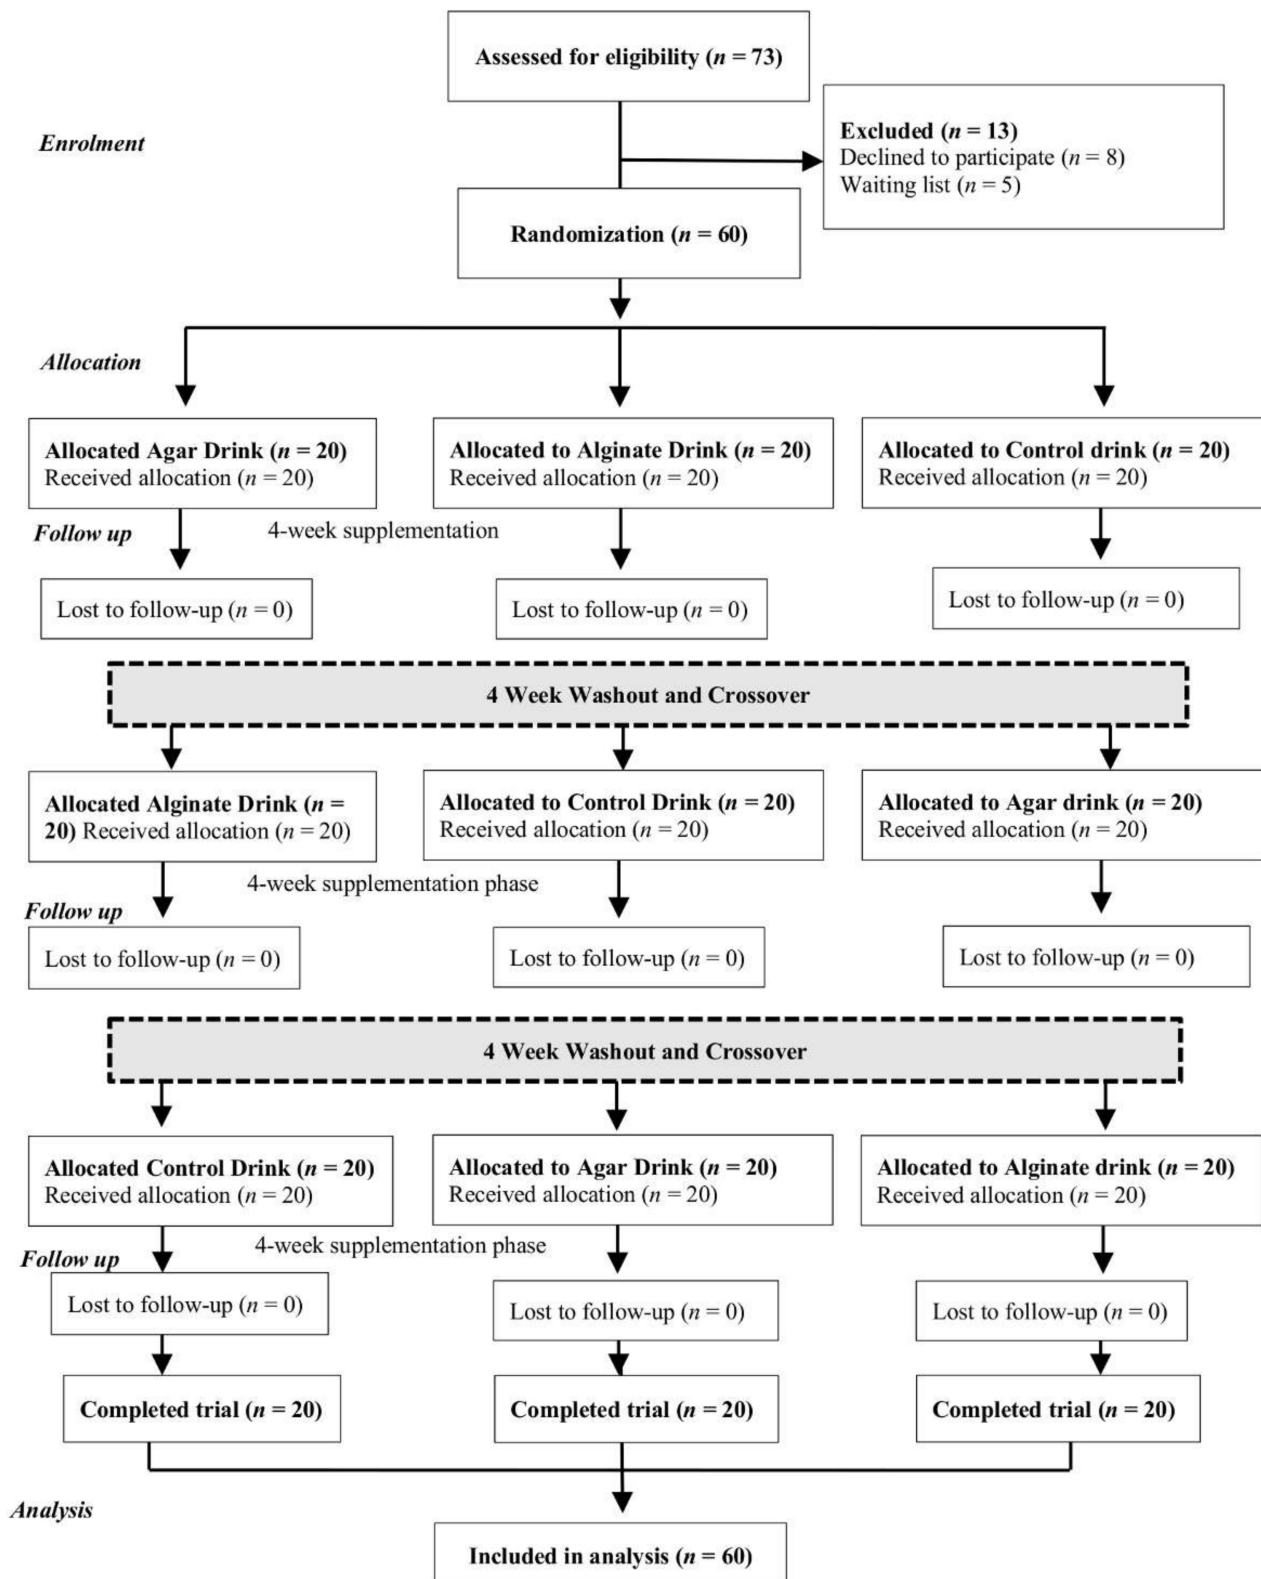 Assessed for eligibility (n = 73)
Enrolment
Excluded (n = 13)
Declined to participate (n = 8)
Waiting list (n = 5)
Randomization (n = 60)
Allocation
Allocated Agar Drink (n = 20)
Received allocation (n = 20)
Allocated to Alginate Drink (n = 20)
Received allocation (n = 20)
Allocated to Control drink (n = 20)
Received allocation (n = 20)
Follow up
4-week supplementation
Lost to follow-up (n = 0)
Lost to follow-up (n = 0)
Lost to follow-up (n = 0)
4 Week Washout and Crossover
Allocated Alginate Drink (n =
20) Received allocation (n = 20)
Allocated to Control Drink (n = 20)
Received allocation (n = 20)
Allocated to Agar drink (n = 20)
Received allocation (n = 20)
4-week supplementation phase
Follow up
Lost to follow-up (n = 0)
Lost to follow-up (n = 0)
Lost to follow-up (n = 0)
4 Week Washout and Crossover
Allocated Control Drink (n = 20)
Received allocation (n = 20)
Allocated to Agar Drink (n = 20)
Received allocation (n = 20)
Allocated to Alginate drink (n = 20)
Received allocation (n = 20)
4-week supplementation phase
Follow up
Lost to follow-up (n = 0)
Lost to follow-up (n = 0)
Lost to follow-up (n = 0)
Completed trial (n = 20)
Completed trial (n = 20)
Completed trial (n = 20)
Analysis
Included in analysis (n = 60)